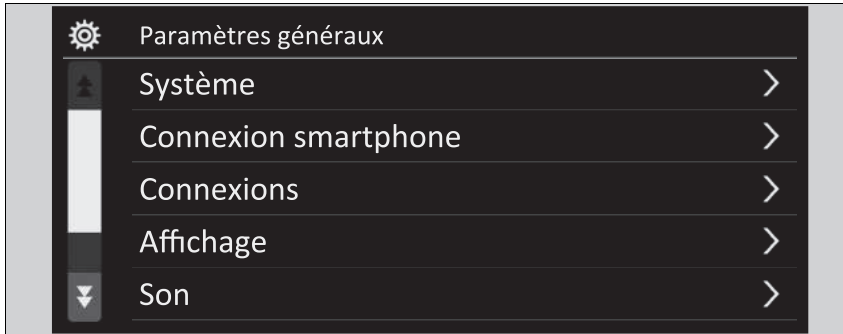 Paramètres généraux
Système
Connexion smartphone
Connexions
Affichage
Son